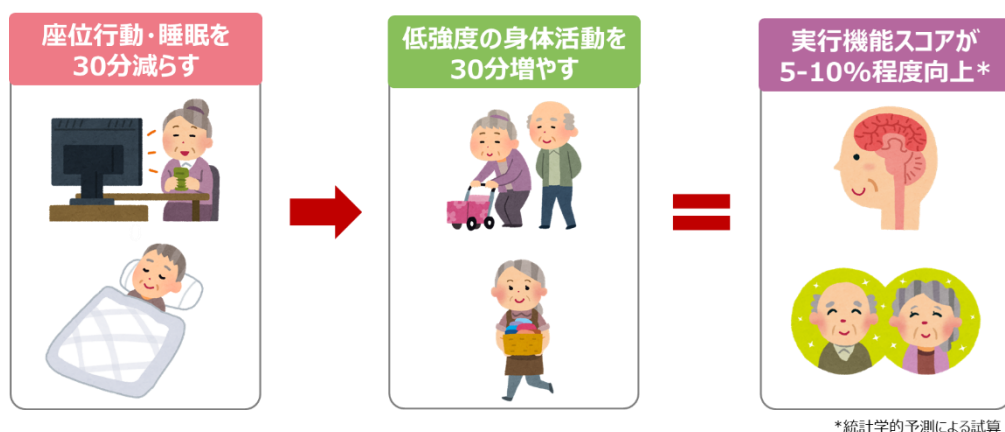 座位行動・睡眠を
30分減らす
低強度の身体活動を
30分増やす
実行機能スコアが
5-10%程度向上*
*統計学的予測による試算